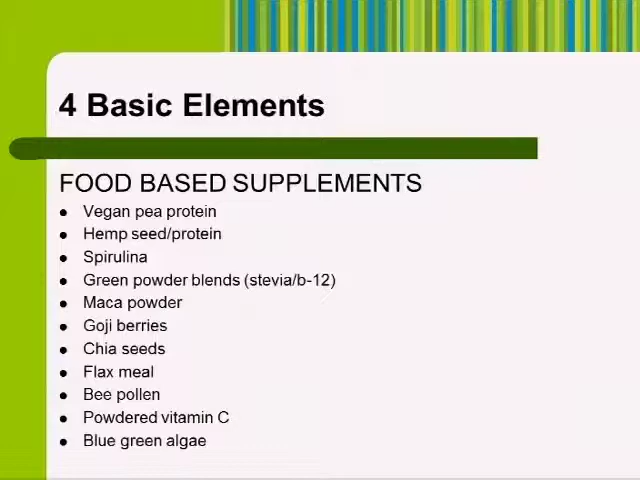 4 Basic Elements
FOOD BASED SUPPLEMENTS
● Vegan pea protein
● Hemp seed/protein
● Spirulina
● Green powder blends (stevia/b-12)
● Maca powder
● Goji berries
● Chia seeds
● Flax meal
● Bee pollen
● Powdered vitamin C
● Blue green algae